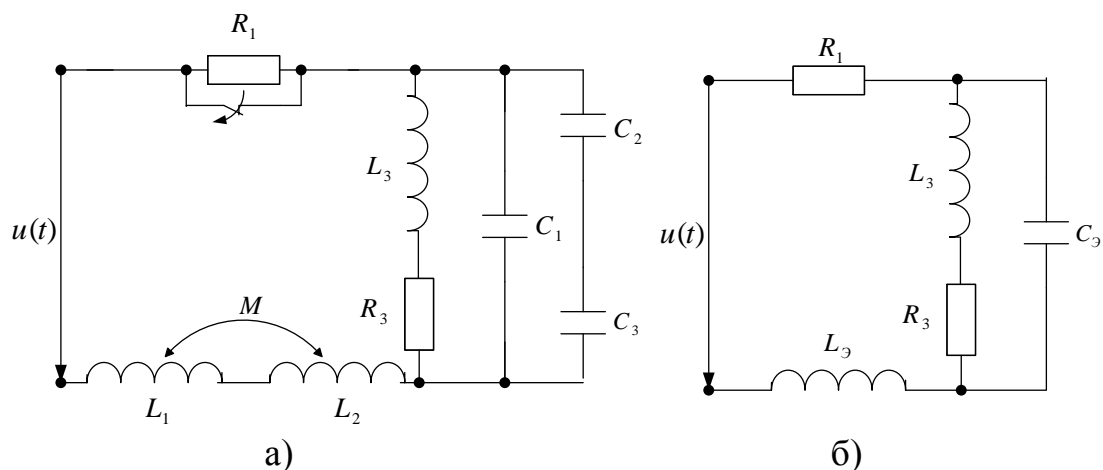 R₁
L₃
C₂
u(t)
C₁
M
R₃
C₃
L₁
L₂
а)
R₁
L₃
u(t)
Cэ
R₃
Lэ
б)